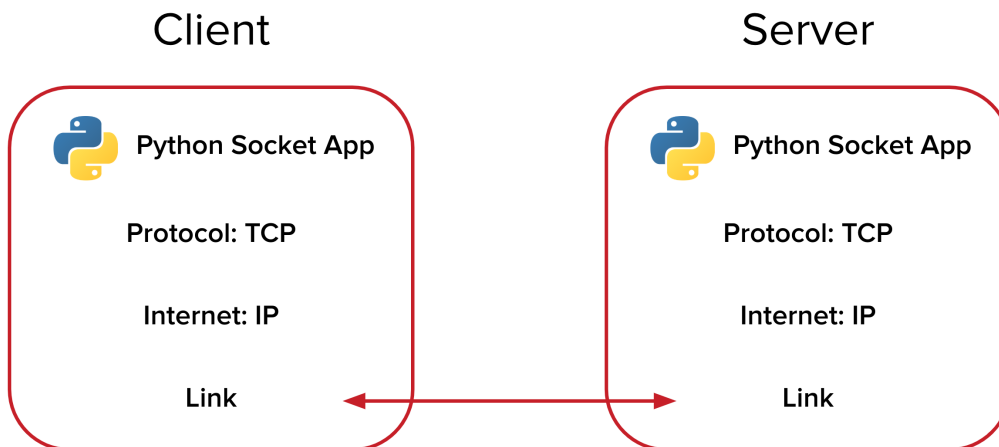 Client
Server
Python Socket App
Protocol: TCP
Internet: IP
Link
Python Socket App
Protocol: TCP
Internet: IP
Link